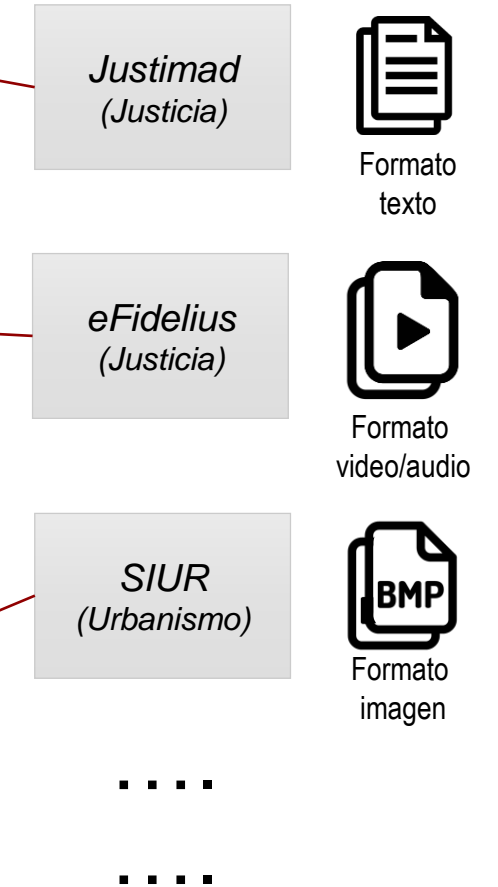 Justimad
(Justicia)
Formato
texto
eFidelius
(Justicia)
Formato
video/audio
SIUR
(Urbanismo)
BMP
Formato
imagen
....
....